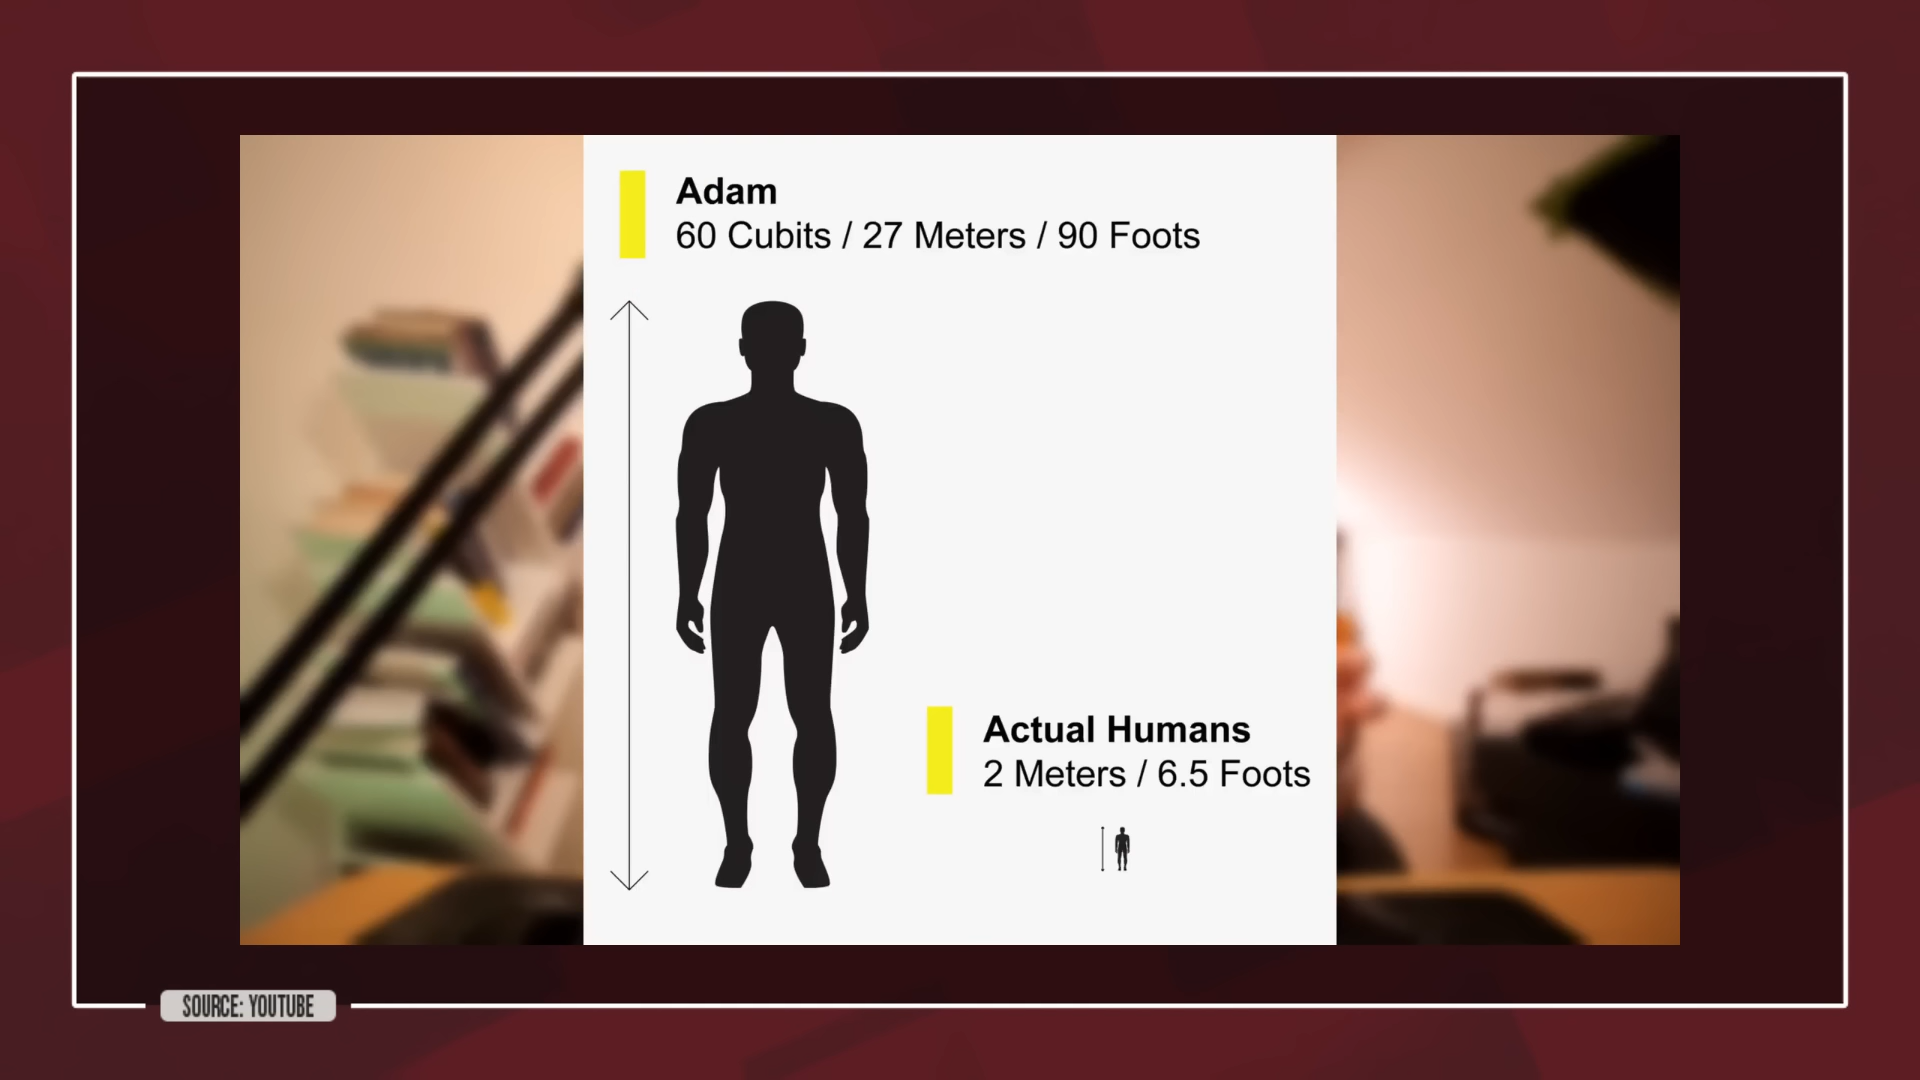 Adam
60 Cubits / 27 Meters / 90 Foots
Actual Humans
2 Meters / 6.5 Foots
SOURCE: YOUTUBE